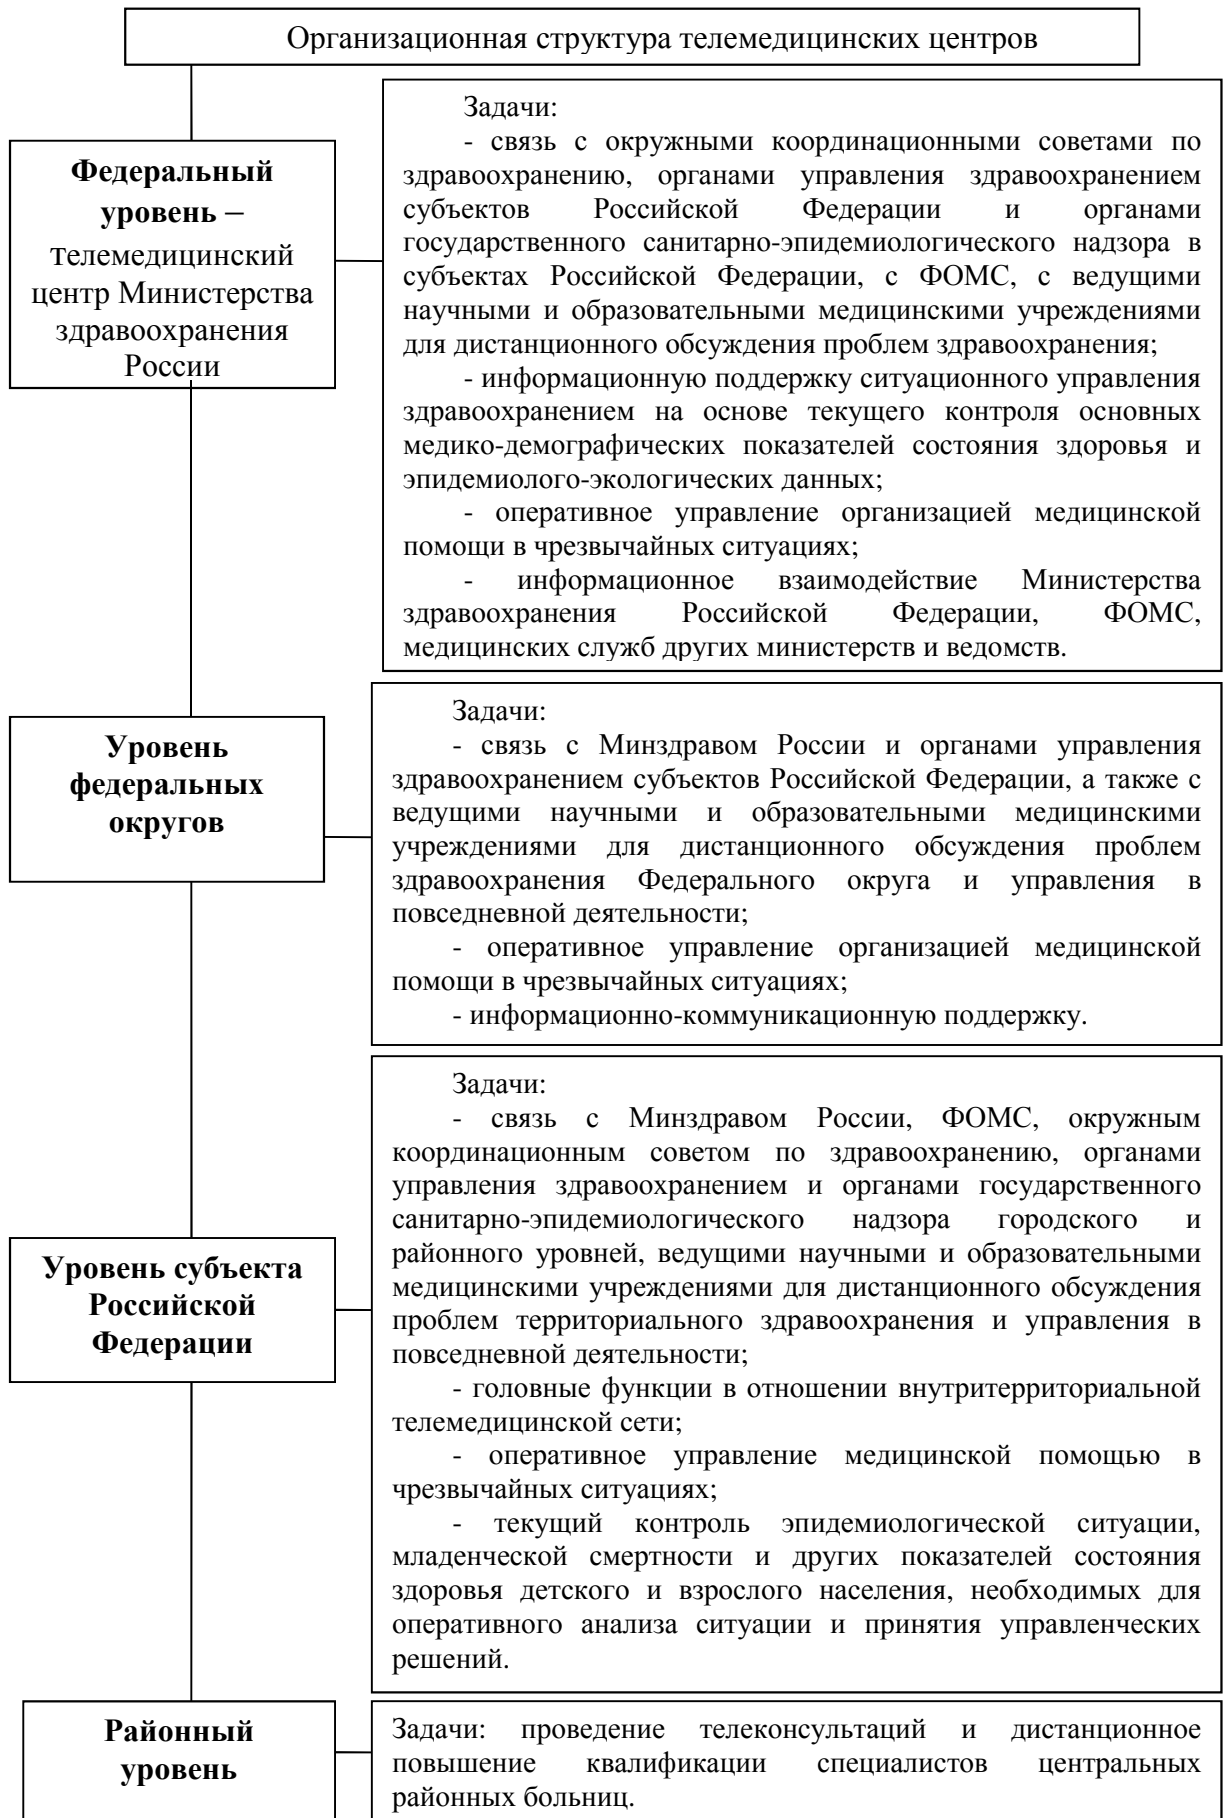 Организационная структура телемедицинских центров
Федеральный
уровень –
телемедицинский
центр Министерства
здравоохранения
России
Задачи:
- связь с окружными координационными советами по
здравоохранению, органами управления здравоохранением
субъектов Российской Федерации и органами
государственного санитарно-эпидемиологического надзора в
субъектах Российской Федерации, с ФОМС, с ведущими
научными и образовательными медицинскими учреждениями
для дистанционного обсуждения проблем здравоохранения;
- информационную поддержку ситуационного управления
здравоохранением на основе текущего контроля основных
медико-демографических показателей состояния здоровья и
эпидемиолого-экологических данных;
- оперативное управление организацией медицинской
помощи в чрезвычайных ситуациях;
- информационное взаимодействие Министерства
здравоохранения Российской Федерации, ФОМС,
медицинских служб других министерств и ведомств.
Уровень
федеральных
округов
Задачи:
- связь с Минздравом России и органами управления
здравоохранением субъектов Российской Федерации, а также с
ведущими научными и образовательными медицинскими
учреждениями для дистанционного обсуждения проблем
здравоохранения Федерального округа и управления в
повседневной деятельности;
- оперативное управление организацией медицинской
помощи в чрезвычайных ситуациях;
- информационно-коммуникационную поддержку.
Уровень субъекта
Российской
Федерации
Задачи:
- связь с Минздравом России, ФОМС, окружным
координационным советом по здравоохранению, органами
управления здравоохранением и органами государственного
санитарно-эпидемиологического надзора городского и
районного уровней, ведущими научными и образовательными
медицинскими учреждениями для дистанционного обсуждения
проблем территориального здравоохранения и управления в
повседневной деятельности;
- головные функции в отношении внутритерриториальной
телемедицинской сети;
- оперативное управление медицинской помощью в
чрезвычайных ситуациях;
- текущий контроль эпидемиологической ситуации,
младенческой смертности и других показателей состояния
здоровья детского и взрослого населения, необходимых для
оперативного анализа ситуации и принятия управленческих
решений.
Районный
уровень
Задачи: проведение телеконсультаций и дистанционное
повышение квалификации специалистов центральных
районных больниц.